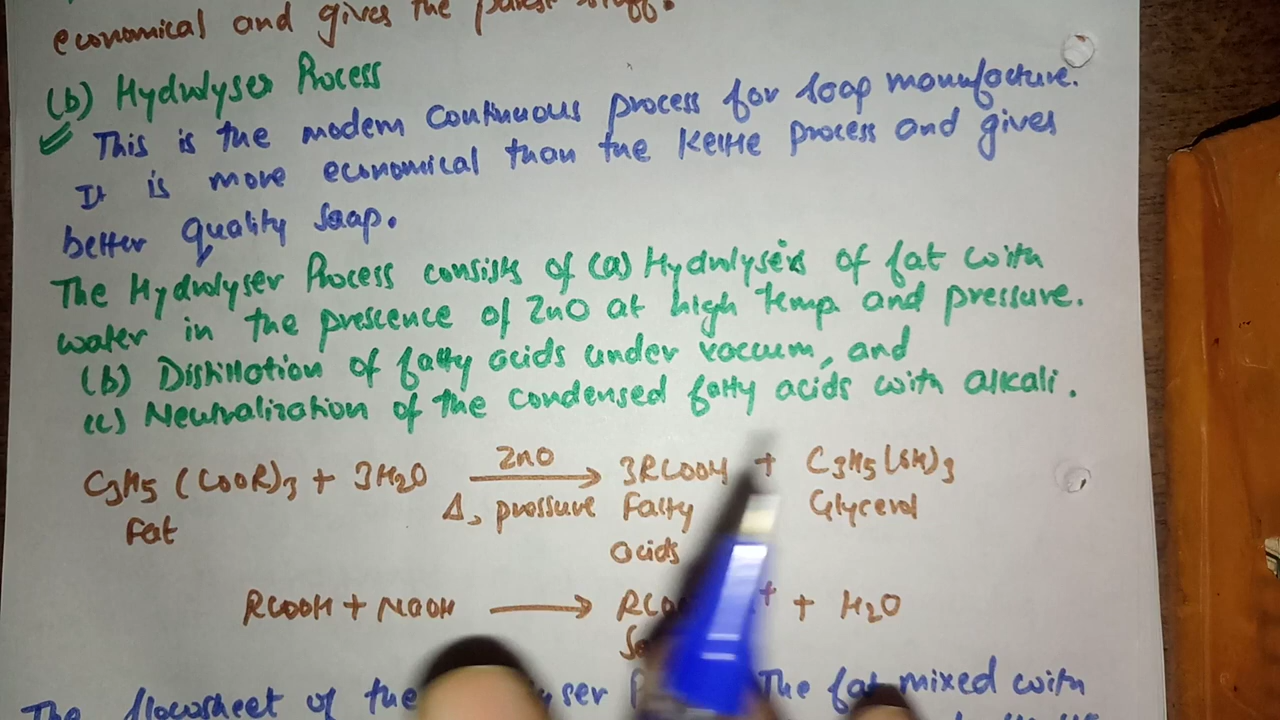 economical and gives the purest stuff.
(b) Hydrolyser Process
This is the modern continuous process for soap manufacture.
It is more economical than the Kettle process and gives
better quality soap.
The Hydrolyser Process consists of (a) Hydrolysis of fat with
water in the prescence of ZnO at high temp and pressure.
(b) Distillation of fatty acids under vaccum, and
(c) Neutralization of the condensed fatty acids with alkali.
C3H5 (COOR)3 + 3H2O ZnO → 3RCOOH + C3H5(OH)3
Fat Δ, pressure Fatty Glycerol
acids
RCOOH + NaOH → + H2O
The flowsheet of the The fat mixed with